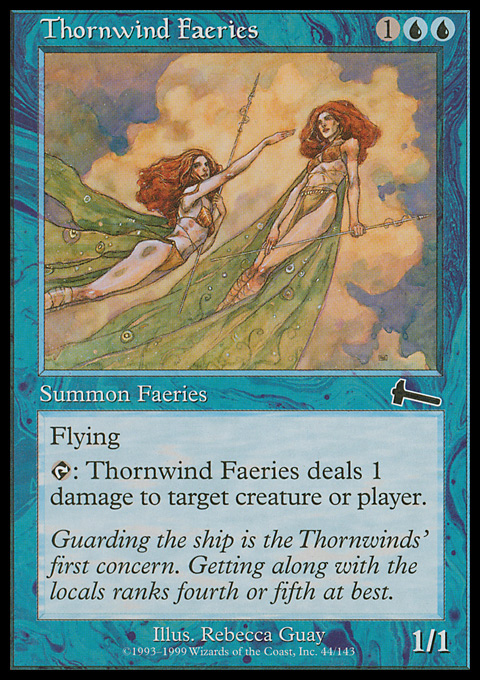 Thornwind Faeries 1
Summon Faeries
Flying
: Thornwind Faeries deals 1
damage to target creature or player.
Guarding the ship is the Thornwinds'
first concern. Getting along with the
locals ranks fourth or fifth at best.
Illus. Rebecca Guay
©1993–1999 Wizards of the Coast, Inc. 44/143
1/1